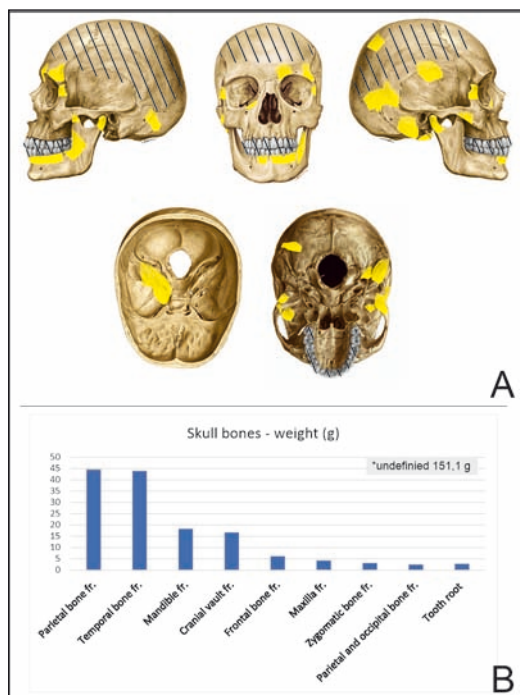 A
Skull bones - weight (g)
*undefinied 151,1 g
50
45
40
35
30
25
20
15
10
5
0
Parietal bone fr.
Temporal bone fr.
Mandible fr.
Cranial vault fr.
Frontal bone fr.
Maxilla fr.
Zygomatic bone fr.
Parietal and occipital bone fr.
Tooth root
B